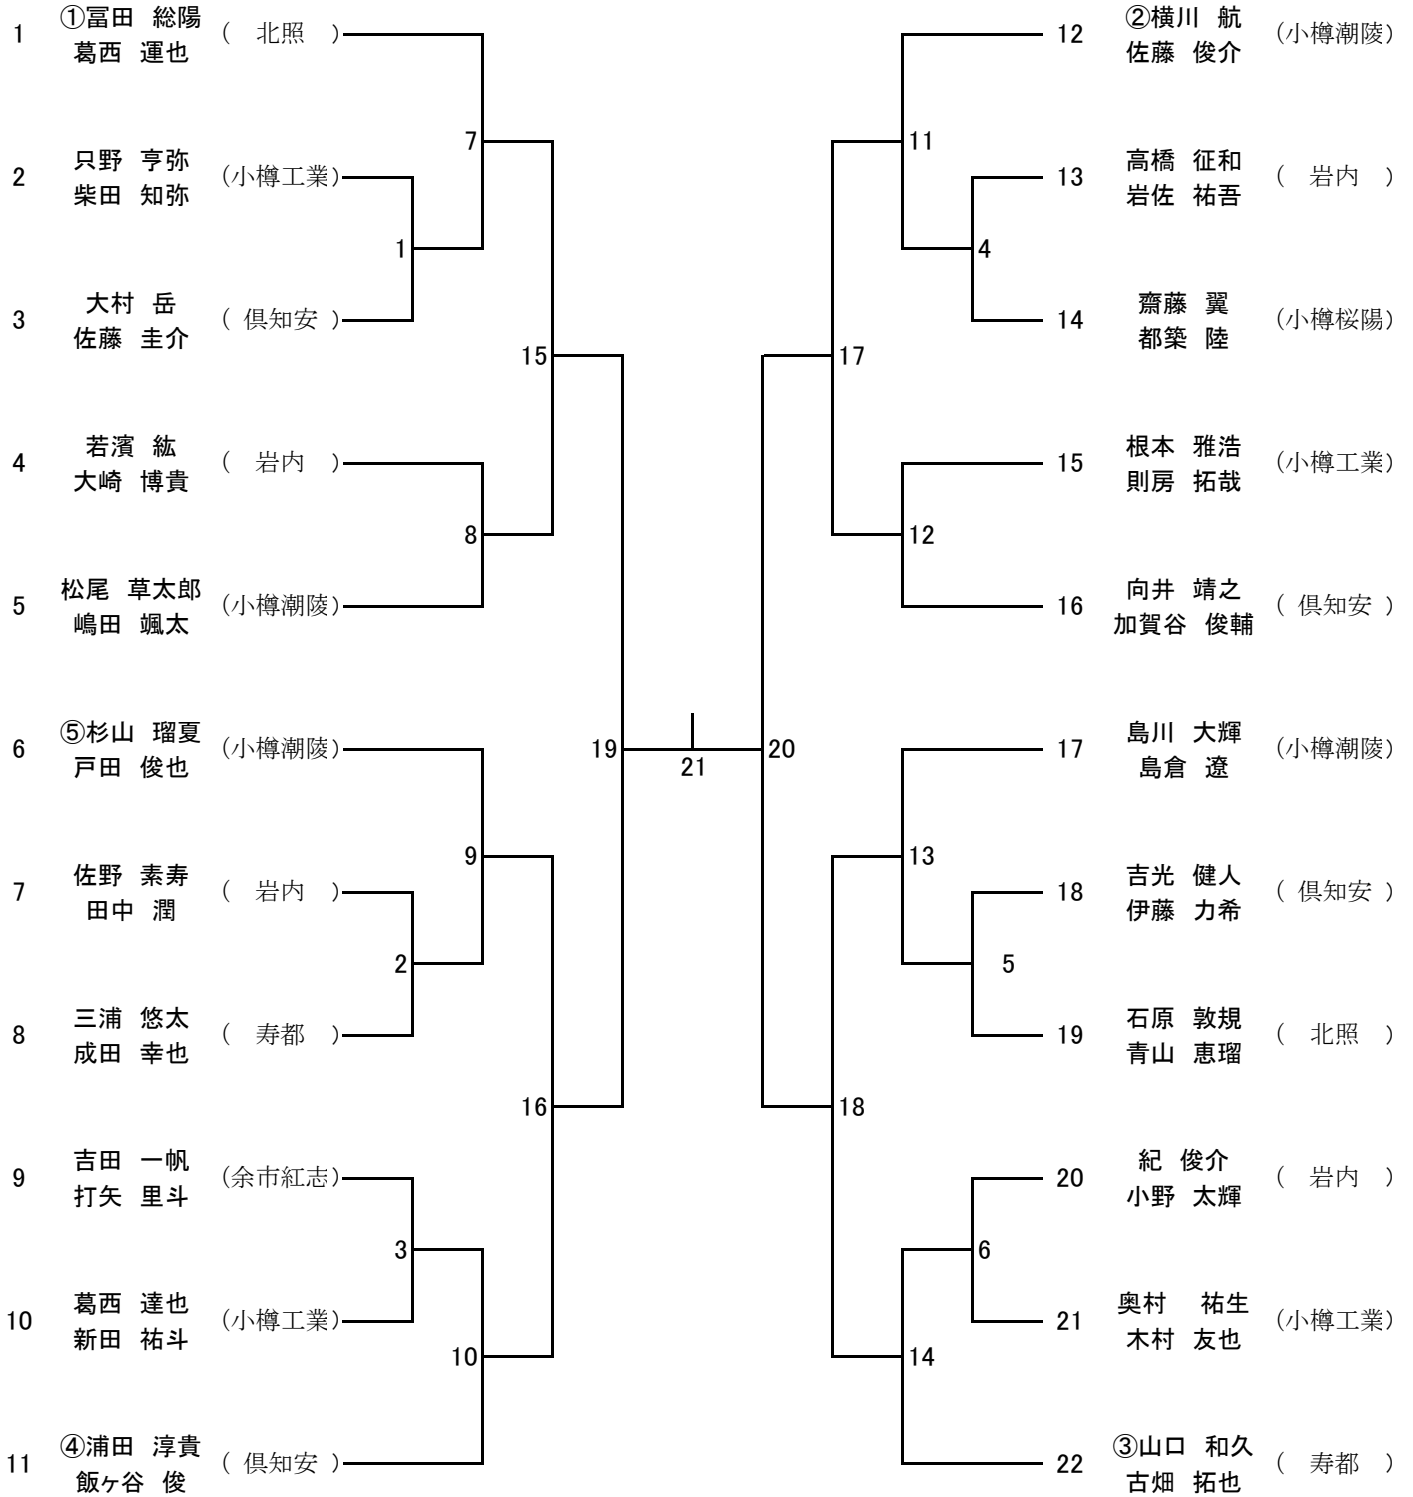 1 ①冨田 総陽 ( 北照 )
葛西 運也
2 只野 亨弥 (小樽工業)
柴田 知弥
3 大村 岳 ( 倶知安 )
佐藤 圭介
4 若濱 紘 ( 岩内 )
大崎 博貴
5 松尾 草太郎 (小樽潮陵)
嶋田 颯太
6 ⑤杉山 瑠夏 (小樽潮陵)
戸田 俊也
7 佐野 素寿 ( 岩内 )
田中 潤
8 三浦 悠太 ( 寿都 )
成田 幸也
9 吉田 一帆 (余市紅志)
打矢 里斗
10 葛西 達也 (小樽工業)
新田 祐斗
11 ④浦田 淳貴 ( 倶知安 )
飯ヶ谷 俊
7
1
15
8
19
9
2
16
3
10
21
20
11
4
17
12
13
5
18
6
14
12 ②横川 航 (小樽潮陵)
佐藤 俊介
13 高橋 征和 ( 岩内 )
岩佐 祐吾
14 齋藤 翼 (小樽桜陽)
都築 陸
15 根本 雅浩 (小樽工業)
則房 拓哉
16 向井 靖之 ( 倶知安 )
加賀谷 俊輔
17 島川 大輝 (小樽潮陵)
島倉 遼
18 吉光 健人 ( 倶知安 )
伊藤 力希
19 石原 敦規 ( 北照 )
青山 恵瑠
20 紀 俊介 ( 岩内 )
小野 太輝
21 奥村 祐生 (小樽工業)
木村 友也
22 ③山口 和久 ( 寿都 )
古畑 拓也